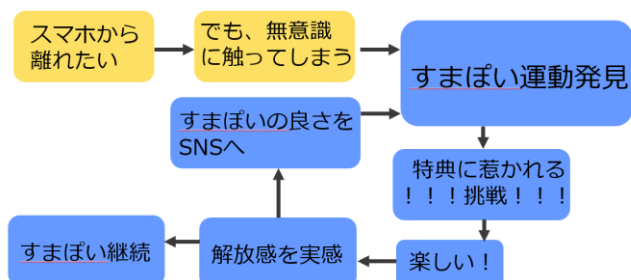 スマホから
離れたい
でも、無意識
に触ってしまう
すまぽい運動発見
特典に惹かれる
！！！挑戦！！！
楽しい！
解放感を実感
すまぽいの良さを
SNSへ
すまぽい継続